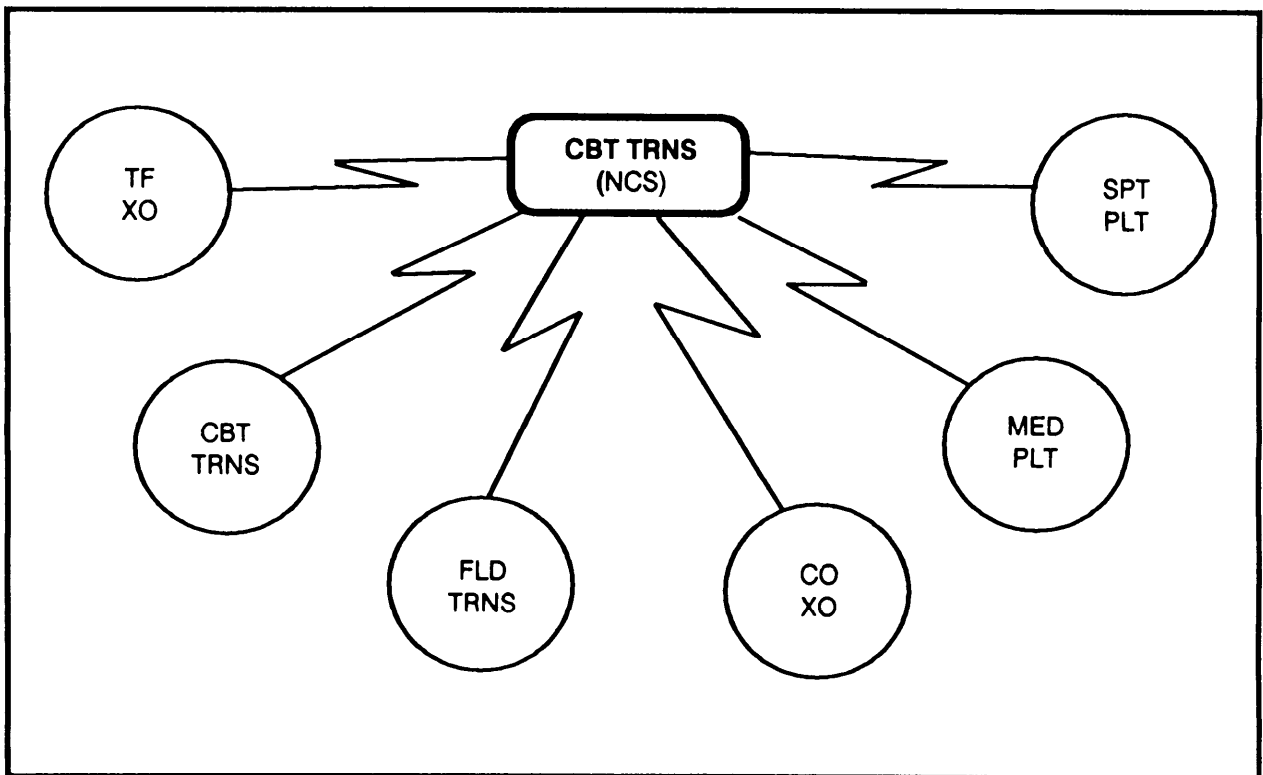 CBT TRNS
(NCS)
TF
XO
SPT
PLT
CBT
TRNS
MED
PLT
FLD
TRNS
CO
XO